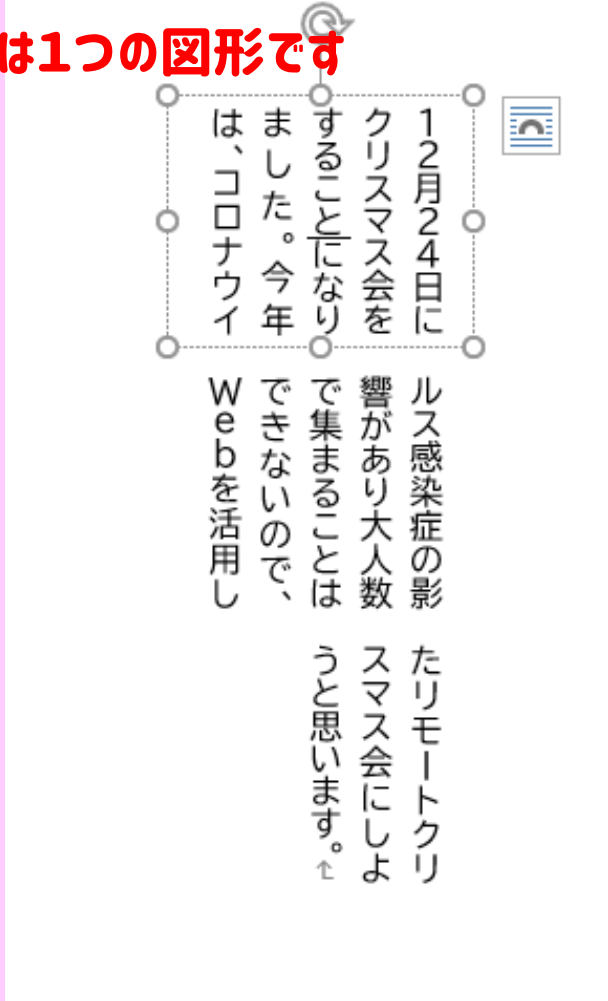 は1つの図形です
１２月２４日に
クリスマス会を
することになり
ました。今年
は、コロナウイ
ルス感染症の影
響があり大人数
で集まることは
できないので、
Ｗｅｂを活用し
たリモートクリ
スマス会にしよ
うと思います。